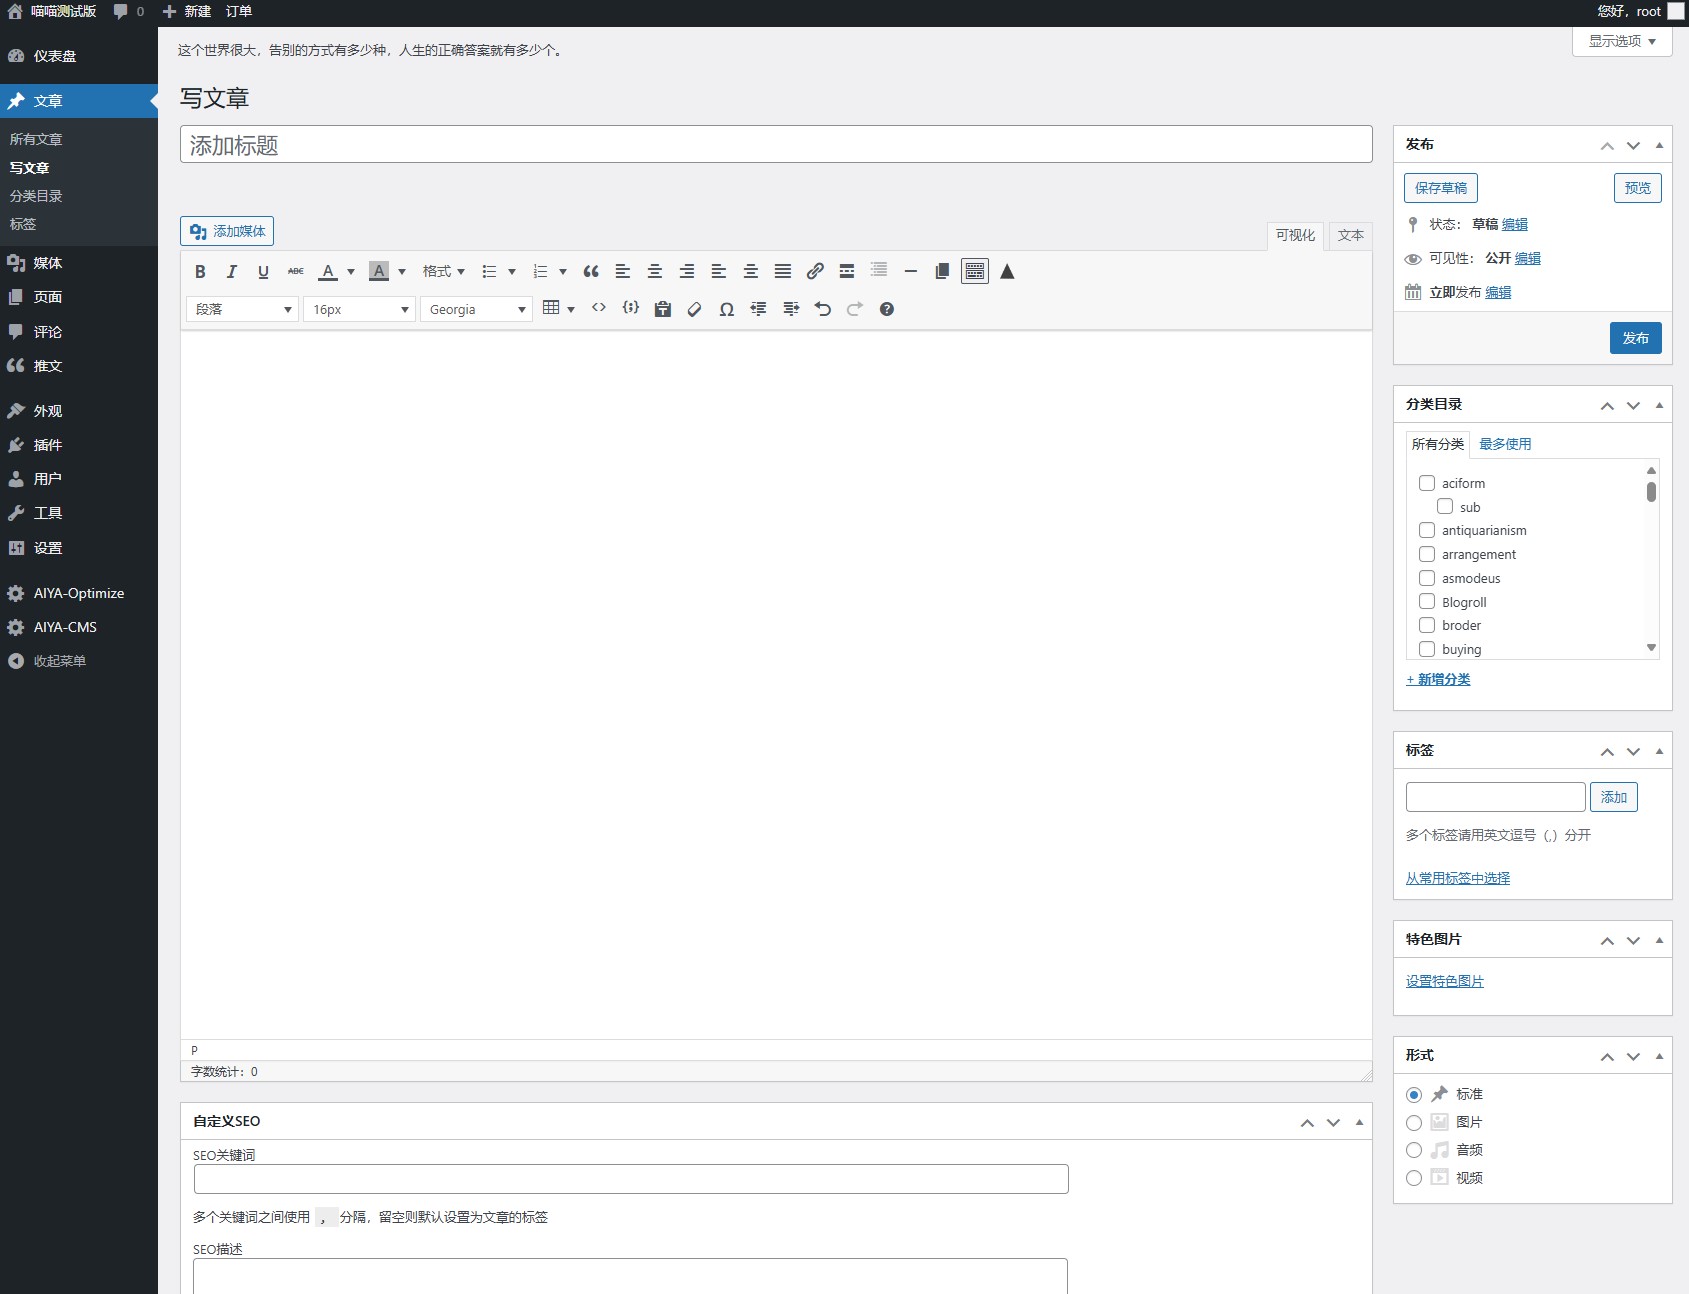 喵喵测试版 0 新建 订单 您好，root
这个世界很大，告别的方式有多少种，人生的正确答案就有多少个。
显示选项
仪表盘
文章
所有文章
写文章
分类目录
标签
媒体
页面
评论
推文
外观
插件
用户
工具
设置
AIYA-Optimize
AIYA-CMS
收起菜单
写文章
添加标题
添加媒体
可视化 文本
B I U ABC A A 格式
段落 16px Georgia
P
字数统计：0
自定义SEO
SEO关键词
多个关键词之间使用 ， 分隔，留空则默认设置为文章的标签
SEO描述
发布
保存草稿 预览
状态： 草稿 编辑
可见性： 公开 编辑
立即发布 编辑
发布
分类目录
所有分类 最多使用
aciform
sub
antiquarianism
arrangement
asmodeus
Blogroll
broder
buying
+ 新增分类
标签
添加
多个标签请用英文逗号（,）分开
从常用标签中选择
特色图片
设置特色图片
形式
标准
图片
音频
视频